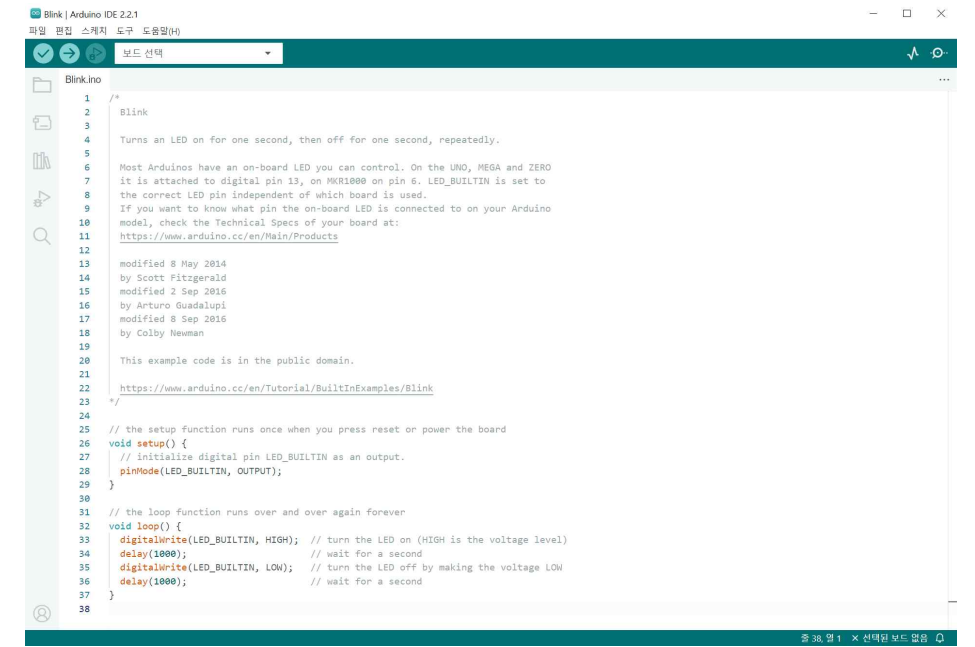 Blink | Arduino IDE 2.2.1
파일 편집 스케치 도구 도움말(H)
보드 선택
Blink.ino
1 /*
2 Blink
3
4 Turns an LED on for one second, then off for one second, repeatedly.
5
6 Most Arduinos have an on-board LED you can control. On the UNO, MEGA and ZERO
7 it is attached to digital pin 13, on MKR1000 on pin 6. LED_BUILTIN is set to
8 the correct LED pin independent of which board is used.
9 If you want to know what pin the on-board LED is connected to on your Arduino
10 model, check the Technical Specs of your board at:
11 https://www.arduino.cc/en/Main/Products
12
13 modified 8 May 2014
14 by Scott Fitzgerald
15 modified 2 Sep 2016
16 by Arturo Guadalupi
17 modified 8 Sep 2016
18 by Colby Newman
19
20 This example code is in the public domain.
21
22 https://www.arduino.cc/en/Tutorial/BuiltInExamples/Blink
23 */
24
25 // the setup function runs once when you press reset or power the board
26 void setup() {
27 // initialize digital pin LED_BUILTIN as an output.
28 pinMode(LED_BUILTIN, OUTPUT);
29 }
30
31 // the loop function runs over and over again forever
32 void loop() {
33 digitalWrite(LED_BUILTIN, HIGH); // turn the LED on (HIGH is the voltage level)
34 delay(1000); // wait for a second
35 digitalWrite(LED_BUILTIN, LOW); // turn the LED off by making the voltage LOW
36 delay(1000); // wait for a second
37 }
38
줄 38, 열 1 × 선택된 보드 없음